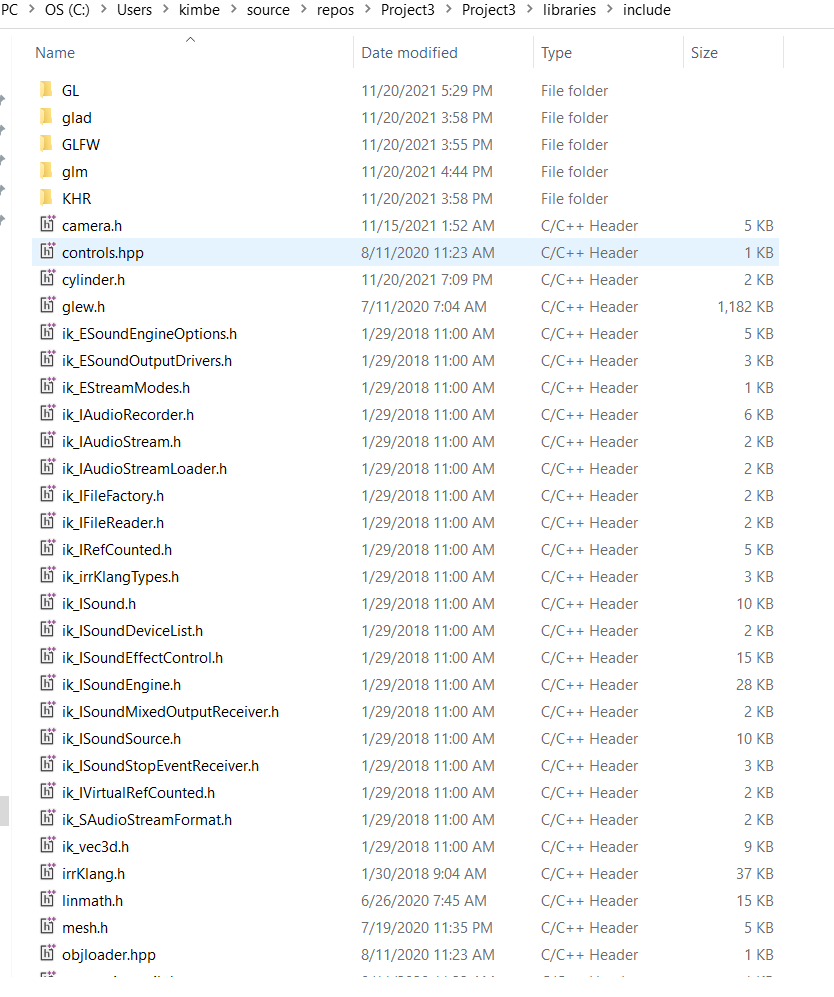 PC > OS (C:) > Users > kimbe > source > repos > Project3 > Project3 > libraries > include
Name Date modified Type Size
GL 11/20/2021 5:29 PM File folder
glad 11/20/2021 3:58 PM File folder
GLFW 11/20/2021 3:55 PM File folder
glm 11/20/2021 4:44 PM File folder
KHR 11/20/2021 3:58 PM File folder
camera.h 11/15/2021 1:52 AM C/C++ Header 5 KB
controls.hpp 8/11/2020 11:23 AM C/C++ Header 1 KB
cylinder.h 11/20/2021 7:09 PM C/C++ Header 2 KB
glew.h 7/11/2020 7:04 AM C/C++ Header 1,182 KB
ik_ESoundEngineOptions.h 1/29/2018 11:00 AM C/C++ Header 5 KB
ik_ESoundOutputDrivers.h 1/29/2018 11:00 AM C/C++ Header 3 KB
ik_EStreamModes.h 1/29/2018 11:00 AM C/C++ Header 1 KB
ik_IAudioRecorder.h 1/29/2018 11:00 AM C/C++ Header 6 KB
ik_IAudioStream.h 1/29/2018 11:00 AM C/C++ Header 2 KB
ik_IAudioStreamLoader.h 1/29/2018 11:00 AM C/C++ Header 2 KB
ik_IFileFactory.h 1/29/2018 11:00 AM C/C++ Header 2 KB
ik_IFileReader.h 1/29/2018 11:00 AM C/C++ Header 2 KB
ik_IRefCounted.h 1/29/2018 11:00 AM C/C++ Header 5 KB
ik_irrKlangTypes.h 1/29/2018 11:00 AM C/C++ Header 3 KB
ik_ISound.h 1/29/2018 11:00 AM C/C++ Header 10 KB
ik_ISoundDeviceList.h 1/29/2018 11:00 AM C/C++ Header 2 KB
ik_ISoundEffectControl.h 1/29/2018 11:00 AM C/C++ Header 15 KB
ik_ISoundEngine.h 1/29/2018 11:00 AM C/C++ Header 28 KB
ik_ISoundMixedOutputReceiver.h 1/29/2018 11:00 AM C/C++ Header 2 KB
ik_ISoundSource.h 1/29/2018 11:00 AM C/C++ Header 10 KB
ik_ISoundStopEventReceiver.h 1/29/2018 11:00 AM C/C++ Header 3 KB
ik_IVirtualRefCounted.h 1/29/2018 11:00 AM C/C++ Header 2 KB
ik_SAudioStreamFormat.h 1/29/2018 11:00 AM C/C++ Header 2 KB
ik_vec3d.h 1/29/2018 11:00 AM C/C++ Header 9 KB
irrKlang.h 1/30/2018 9:04 AM C/C++ Header 37 KB
linmath.h 6/26/2020 7:45 AM C/C++ Header 15 KB
mesh.h 7/19/2020 11:35 PM C/C++ Header 5 KB
objloader.hpp 8/11/2020 11:23 AM C/C++ Header 1 KB